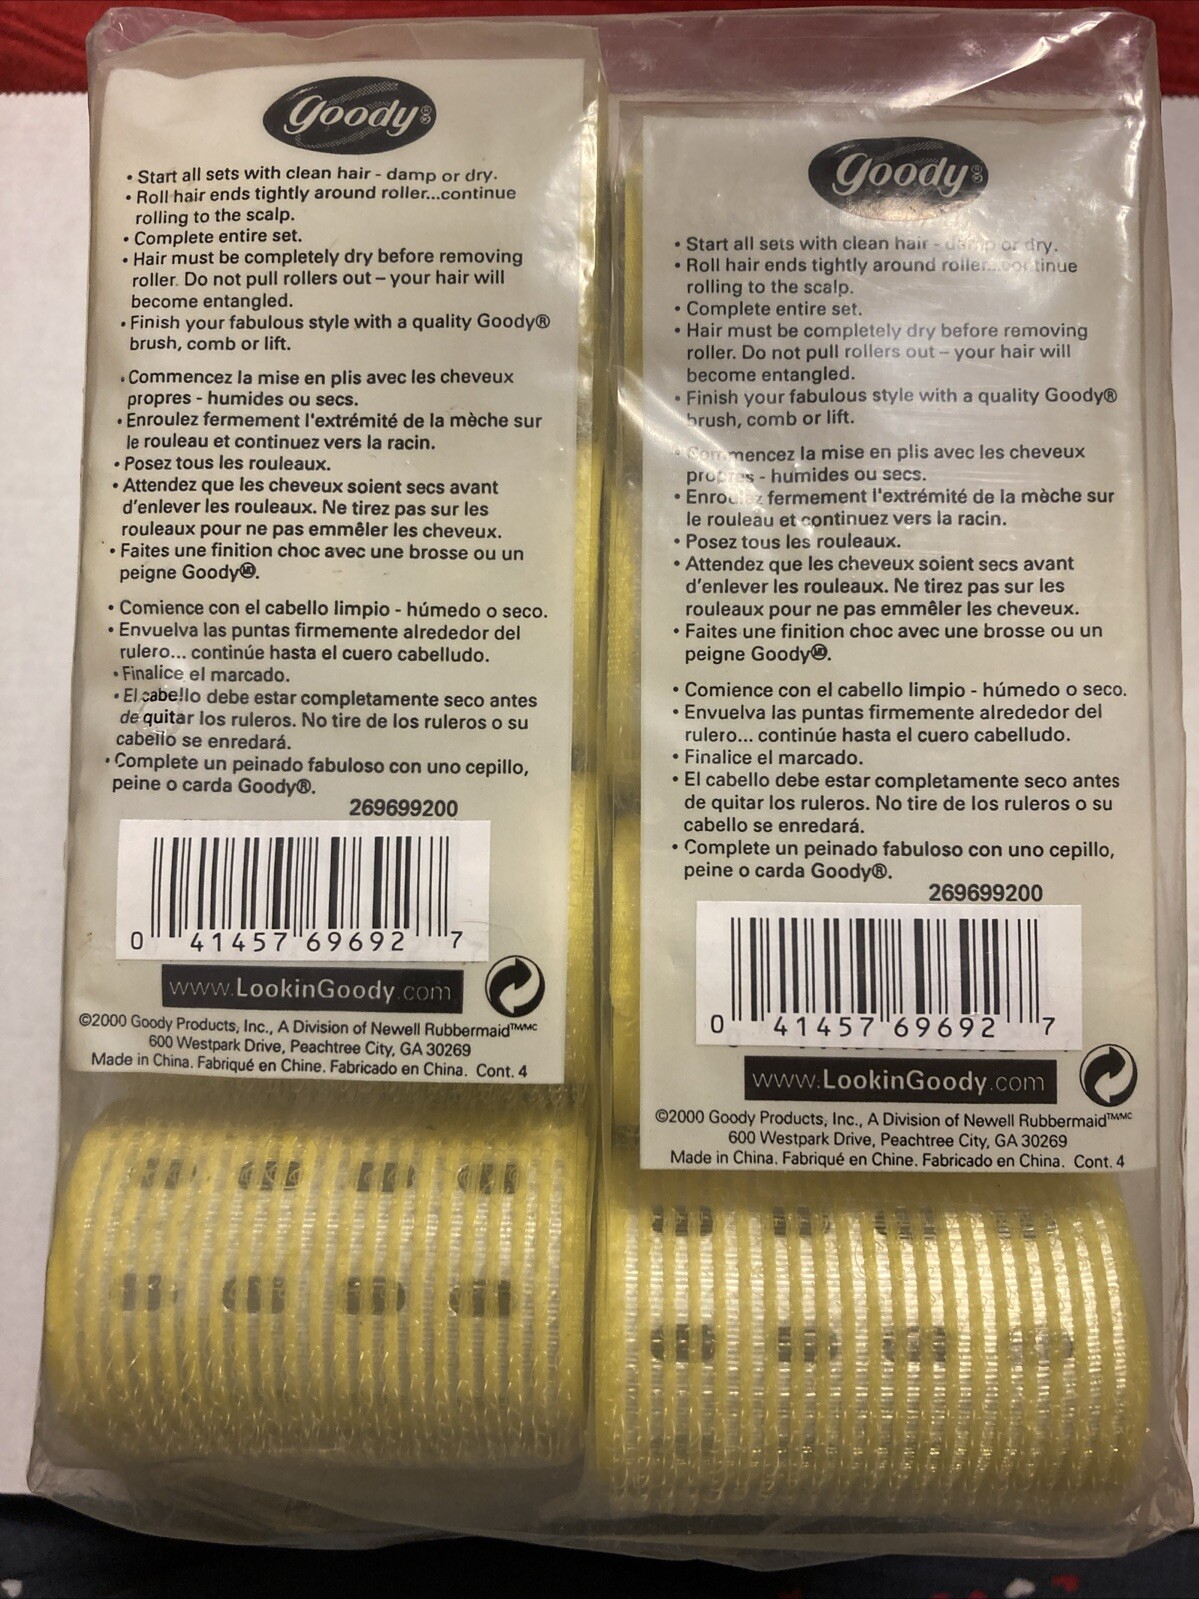 goody®
• Start all sets with clean hair - damp or dry.
• Roll hair ends tightly around roller...continue
rolling to the scalp.
• Complete entire set.
• Hair must be completely dry before removing
roller. Do not pull rollers out – your hair will
become entangled.
• Finish your fabulous style with a quality Goody®
brush, comb or lift.
• Commencez la mise en plis avec les cheveux
propres - humides ou secs.
• Enroulez fermement l'extrémité de la mèche sur
le rouleau et continuez vers la racin.
• Posez tous les rouleaux.
• Attendez que les cheveux soient secs avant
d'enlever les rouleaux. Ne tirez pas sur les
rouleaux pour ne pas emmêler les cheveux.
• Faites une finition choc avec une brosse ou un
peigne Goody MD.
• Comience con el cabello limpio - húmedo o seco.
• Envuelva las puntas firmemente alrededor del
rulero... continúe hasta el cuero cabelludo.
• Finalice el marcado.
• El cabello debe estar completamente seco antes
de quitar los ruleros. No tire de los ruleros o su
cabello se enredará.
• Complete un peinado fabuloso con uno cepillo,
peine o carda Goody®.
269699200
0 41457 69692 7
www.LookinGoody.com
©2000 Goody Products, Inc., A Division of Newell Rubbermaid™/MC
600 Westpark Drive, Peachtree City, GA 30269
Made in China. Fabriqué en Chine. Fabricado en China. Cont. 4
goody®
• Start all sets with clean hair - damp or dry.
• Roll hair ends tightly around roller...continue
rolling to the scalp.
• Complete entire set.
• Hair must be completely dry before removing
roller. Do not pull rollers out – your hair will
become entangled.
• Finish your fabulous style with a quality Goody®
brush, comb or lift.
• Commencez la mise en plis avec les cheveux
propres - humides ou secs.
• Enroulez fermement l'extrémité de la mèche sur
le rouleau et continuez vers la racin.
• Posez tous les rouleaux.
• Attendez que les cheveux soient secs avant
d'enlever les rouleaux. Ne tirez pas sur les
rouleaux pour ne pas emmêler les cheveux.
• Faites une finition choc avec une brosse ou un
peigne Goody MD.
• Comience con el cabello limpio - húmedo o seco.
• Envuelva las puntas firmemente alrededor del
rulero... continúe hasta el cuero cabelludo.
• Finalice el marcado.
• El cabello debe estar completamente seco antes
de quitar los ruleros. No tire de los ruleros o su
cabello se enredará.
• Complete un peinado fabuloso con uno cepillo,
peine o carda Goody®.
269699200
0 41457 69692 7
www.LookinGoody.com
©2000 Goody Products, Inc., A Division of Newell Rubbermaid™/MC
600 Westpark Drive, Peachtree City, GA 30269
Made in China. Fabriqué en Chine. Fabricado en China. Cont. 4